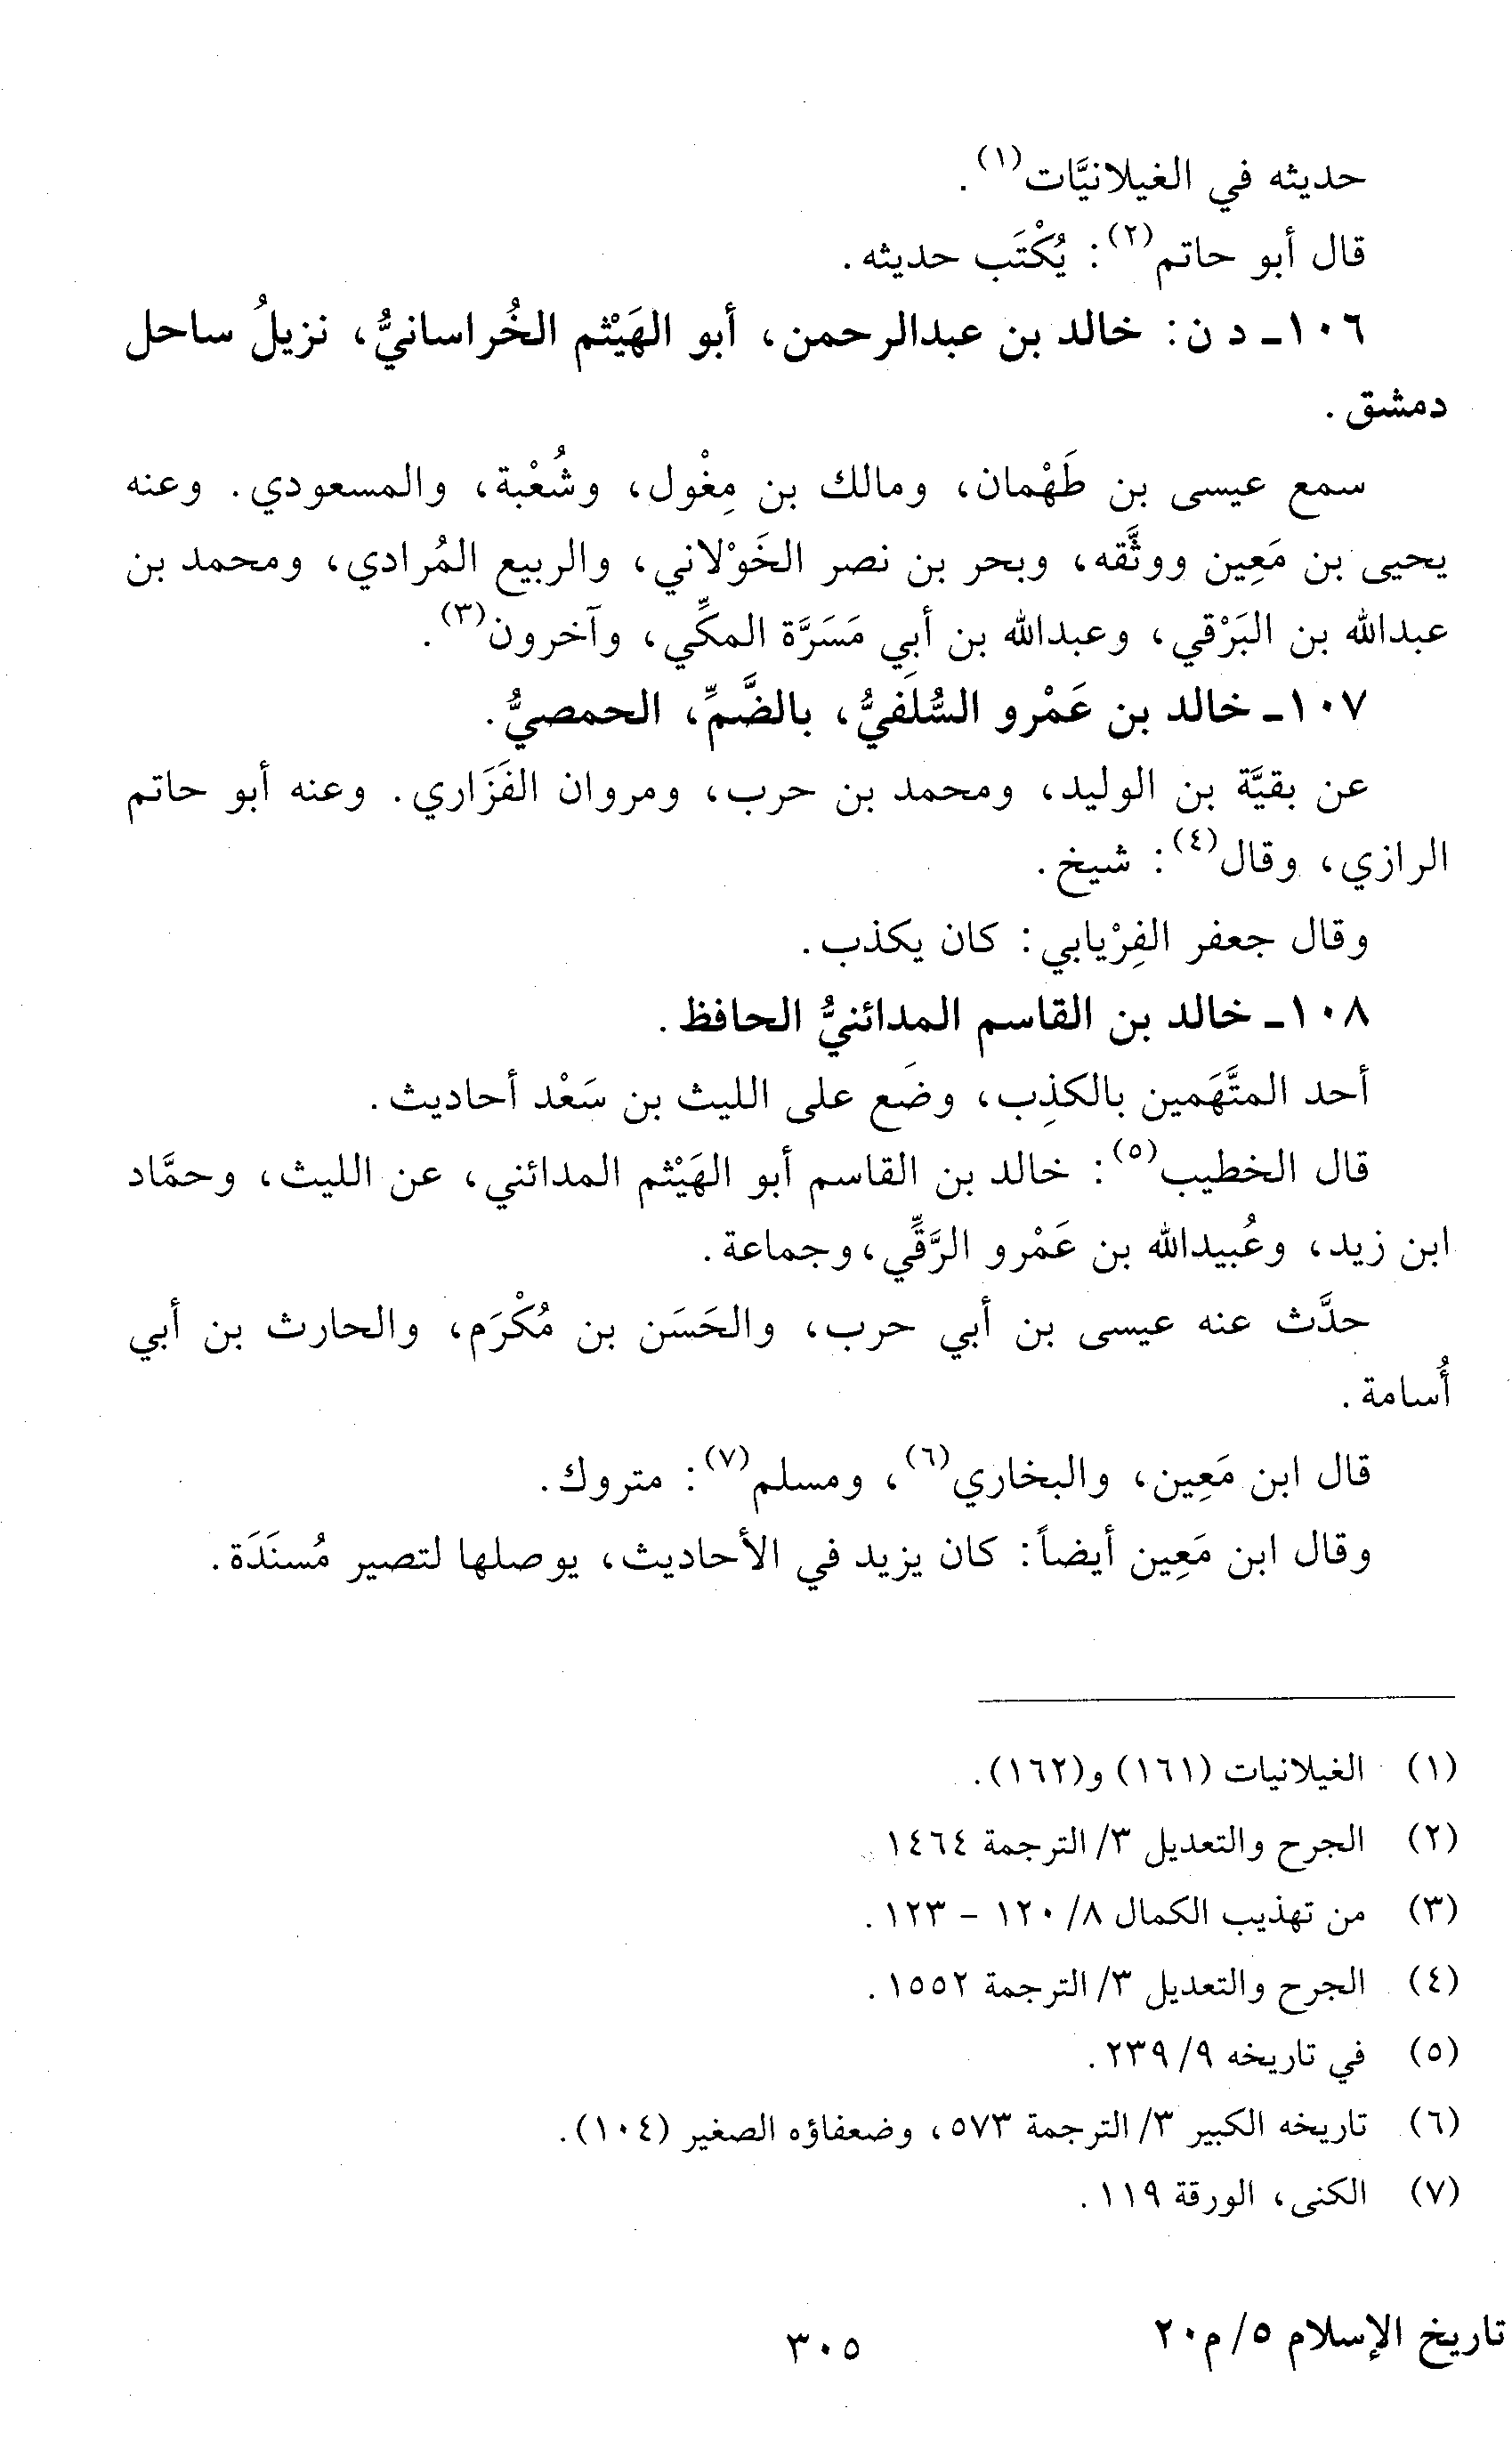 حديثه في الغيلانيَّات(١).
قال أبو حاتم(٢): يُكْتَب حديثه.
١٠٦ـ د ن: خالد بن عبدالرحمن، أبو الهَيْثم الخُراسانيُّ، نزيلُ ساحل
دمشق.
سمع عيسى بن طَهْمان، ومالك بن مِغْول، وشُعْبة، والمسعودي. وعنه
يحيى بن مَعِين ووثَّقه، وبحر بن نصر الخَوْلاني، والربيع المُرادي، ومحمد بن
عبدالله بن البَرْقي، وعبدالله بن أبي مَسَرَّة المكِّي، وآخرون(٣).
١٠٧ـ خالد بن عَمْرو السُّلَفيُّ، بالضَّمِّ، الحمصيُّ.
عن بقيَّة بن الوليد، ومحمد بن حرب، ومروان الفَزَاري. وعنه أبو حاتم
الرازي، وقال(٤): شيخ.
وقال جعفر الفِرْيابي: كان يكذب.
١٠٨ـ خالد بن القاسم المدائنيُّ الحافظ.
أحد المتَّهَمين بالكذِب، وضَع على الليث بن سَعْد أحاديث.
قال الخطيب(٥): خالد بن القاسم أبو الهَيْثم المدائني، عن الليث، وحمَّاد
ابن زيد، وعُبيدالله بن عَمْرو الرَّقِّي، وجماعة.
حدَّث عنه عيسى بن أبي حرب، والحَسَن بن مُكْرَم، والحارث بن أبي
أُسامة.
قال ابن مَعِين، والبخاري(٦)، ومسلم(٧): متروك.
وقال ابن مَعِين أيضاً: كان يزيد في الأحاديث، يوصلها لتصير مُسنَدَة.
(١) الغيلانيات (١٦١) و(١٦٢).
(٢) الجرح والتعديل ٣/ الترجمة ١٤٦٤
(٣) من تهذيب الكمال ٨/ ١٢٠ – ١٢٣.
(٤) الجرح والتعديل ٣/ الترجمة ١٥٥٢.
(٥) في تاريخه ٩/ ٢٣٩.
(٦) تاريخه الكبير ٣/ الترجمة ٥٧٣، وضعفاؤه الصغير (١٠٤).
(٧) الكنى، الورقة ١١٩.
تاريخ الإسلام ٥/ م٢٠
٣٠٥